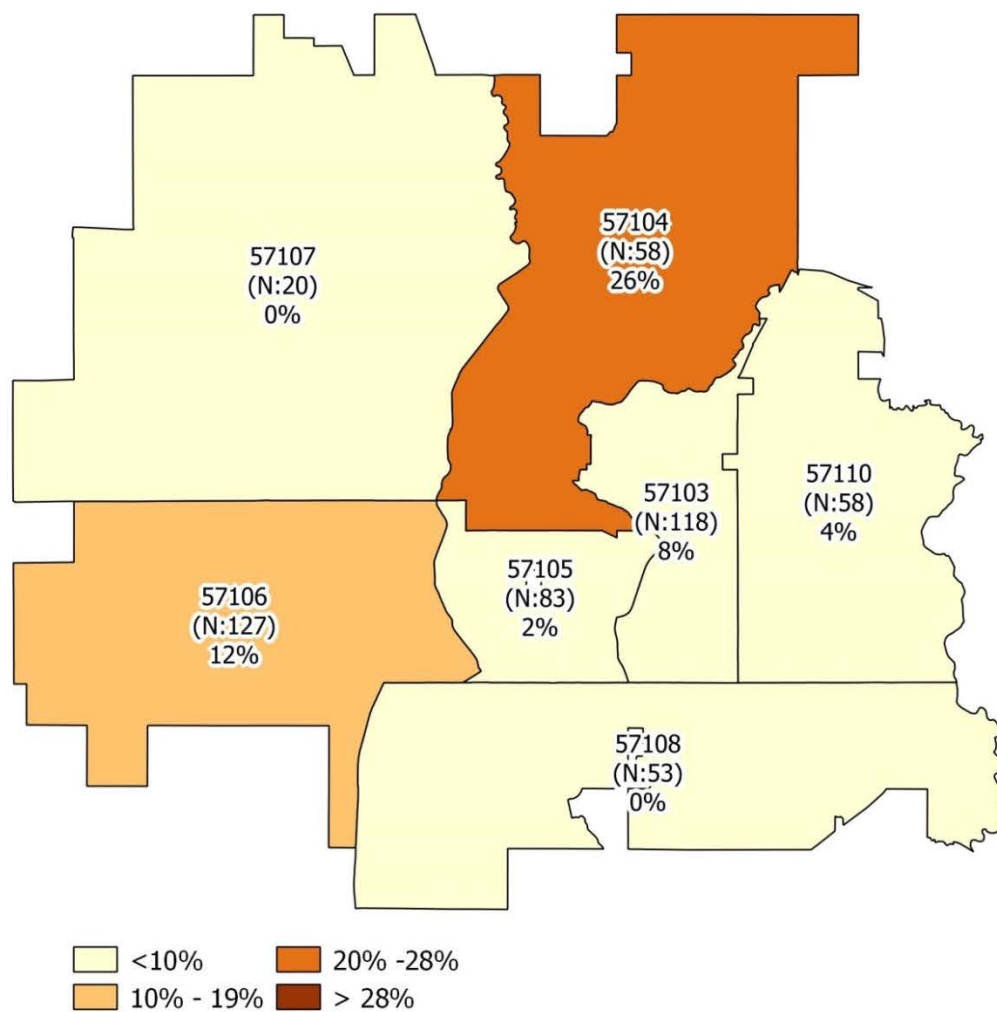 57104
(N:58)
26%
57107
(N:20)
0%
57110
(N:58)
4%
57103
(N:118)
8%
57105
(N:83)
2%
57106
(N:127)
12%
57108
(N:53)
0%
<10%
20% -28%
10% - 19%
> 28%